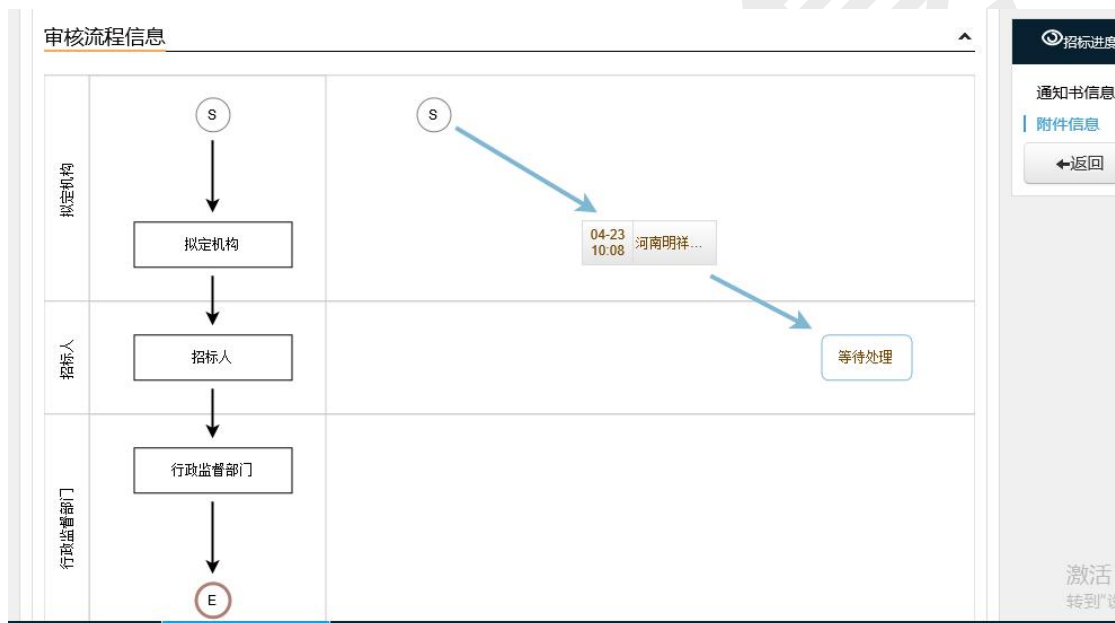 审核流程信息
招标进度
通知书信息
附件信息
返回
拟定机构
S
S
拟定机构
04-23
10:08
河南明祥...
招标人
招标人
等待处理
行政监督部门
行政监督部门
E
激活
转到"设